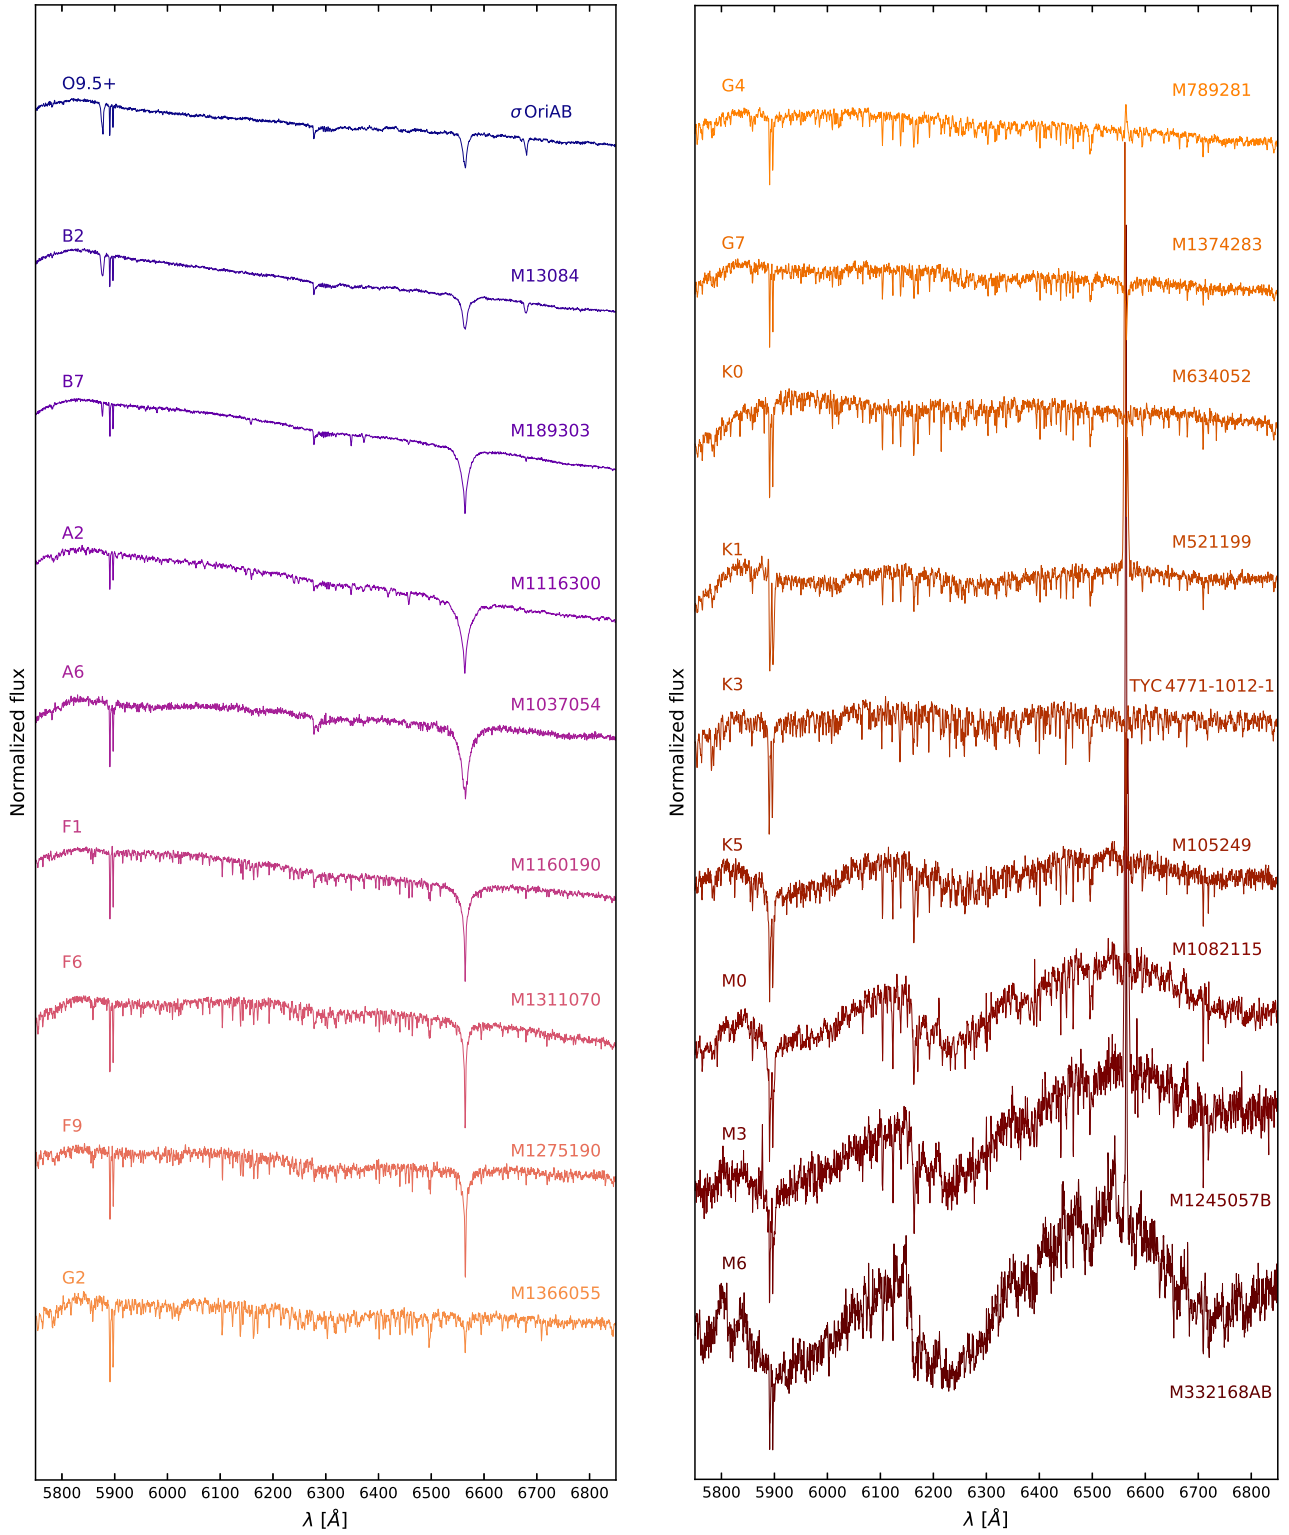 O9.5+
σ OriAB
B2
M13084
B7
M189303
A2
M1116300
A6
M1037054
F1
M1160190
F6
M1311070
F9
M1275190
G2
M1366055
Normalized flux
5800 5900 6000 6100 6200 6300 6400 6500 6600 6700 6800
λ [Å]
G4
M789281
G7
M1374283
K0
M634052
K1
M521199
K3
TYC 4771-1012-1
K5
M105249
M0
M1082115
M3
M1245057B
M6
M332168AB
Normalized flux
5800 5900 6000 6100 6200 6300 6400 6500 6600 6700 6800
λ [Å]